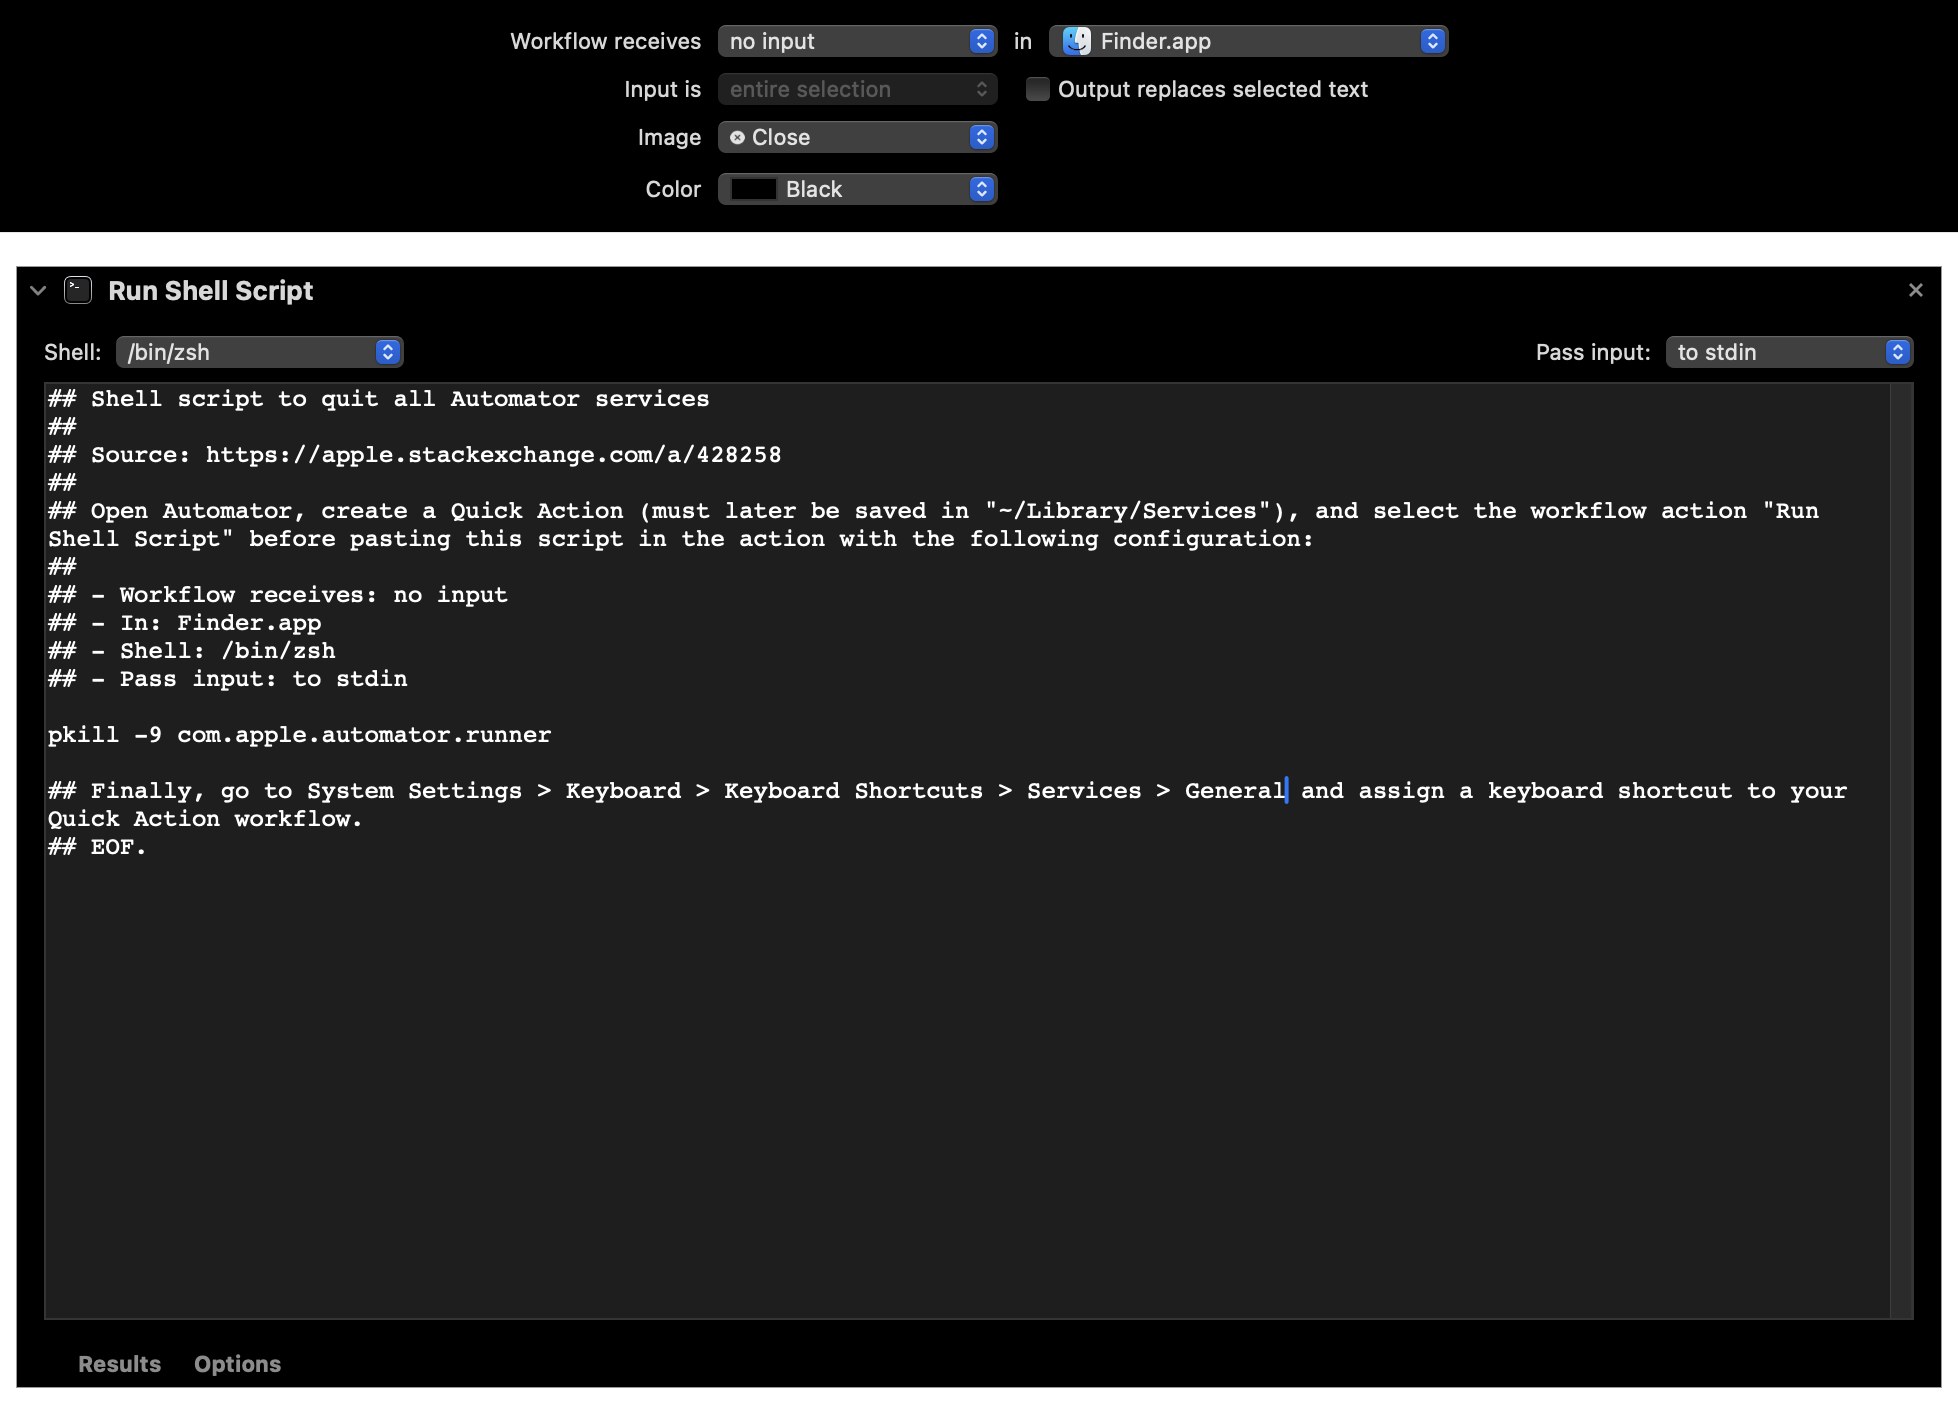 Workflow receives no input in Finder.app
Input is entire selection Output replaces selected text
Image Close
Color Black
Run Shell Script
Shell: /bin/zsh Pass input: to stdin
## Shell script to quit all Automator services
##
## Source: https://apple.stackexchange.com/a/428258
##
## Open Automator, create a Quick Action (must later be saved in "~/Library/Services"), and select the workflow action "Run
Shell Script" before pasting this script in the action with the following configuration:
##
## - Workflow receives: no input
## - In: Finder.app
## - Shell: /bin/zsh
## - Pass input: to stdin
pkill -9 com.apple.automator.runner
## Finally, go to System Settings > Keyboard > Keyboard Shortcuts > Services > General and assign a keyboard shortcut to your
Quick Action workflow.
## EOF.
Results Options